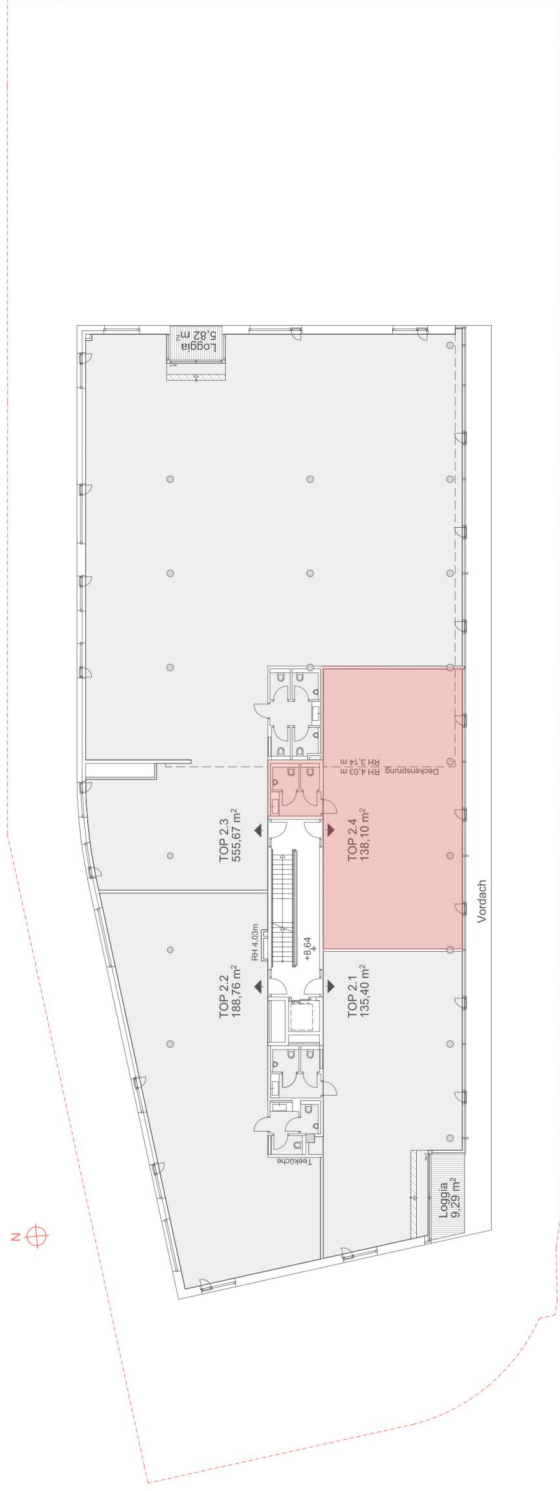 N
Loggia
5,82 m²
TOP 2.3
555,67 m²
TOP 2.2
188,76 m²
RH 4,03m
+8,64
Teeküche
TOP 2.4
138,10 m²
Deckensprung RH 4,03 m
RH 3,14 m
TOP 2.1
135,40 m²
Loggia
9,29 m²
Vordach